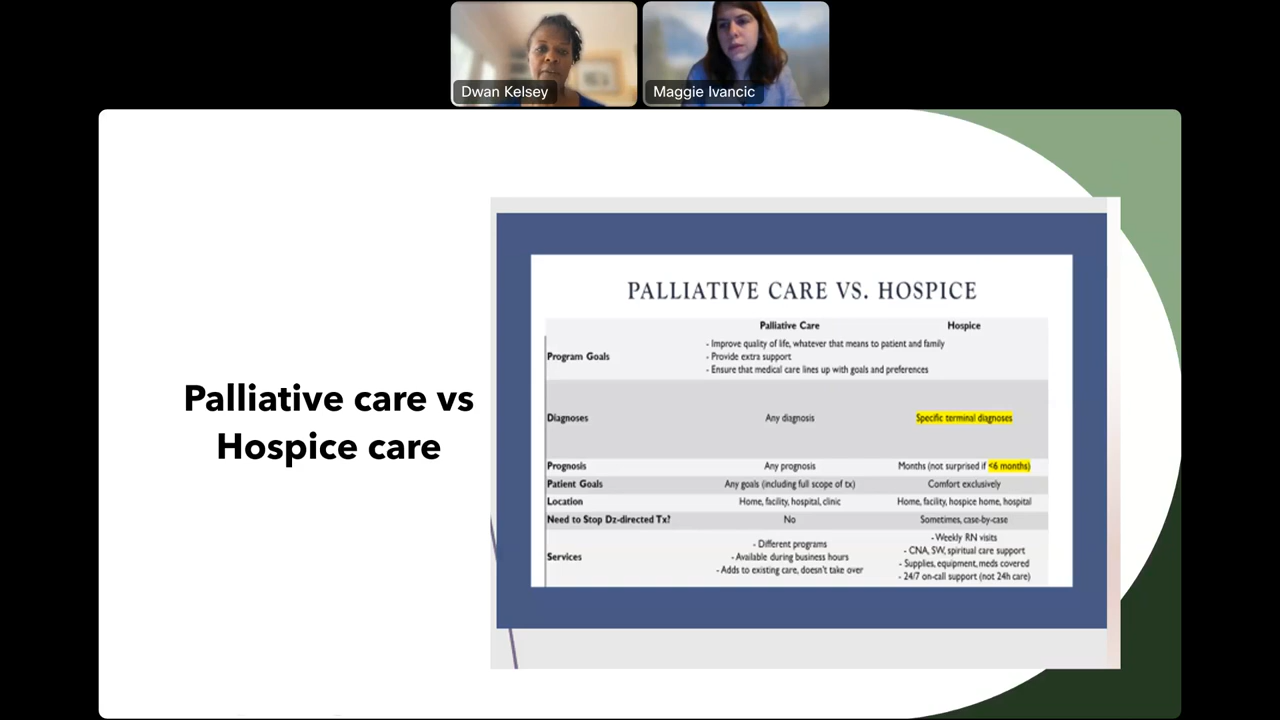 Dwan Kelsey
Maggie Ivancic
Palliative care vs
Hospice care
PALLIATIVE CARE VS. HOSPICE
Palliative Care Hospice
Program Goals
- Improve quality of life, whatever that means to patient and family
- Provide extra support
- Ensure that medical care lines up with goals and preferences
Diagnoses Any diagnosis Specific terminal diagnoses
Prognosis Any prognosis Months (not surprised if <6 months)
Patient Goals Any goals (including full scope of tx) Comfort exclusively
Location Home, facility, hospital, clinic Home, facility, hospice home, hospital
Need to Stop Dz-directed Tx? No Sometimes, case-by-case
Services
- Different programs
- Available during business hours
- Adds to existing care, doesn't take over
- Weekly RN visits
- CNA, SW, spiritual care support
- Supplies, equipment, meds covered
- 24/7 on-call support (not 24h care)